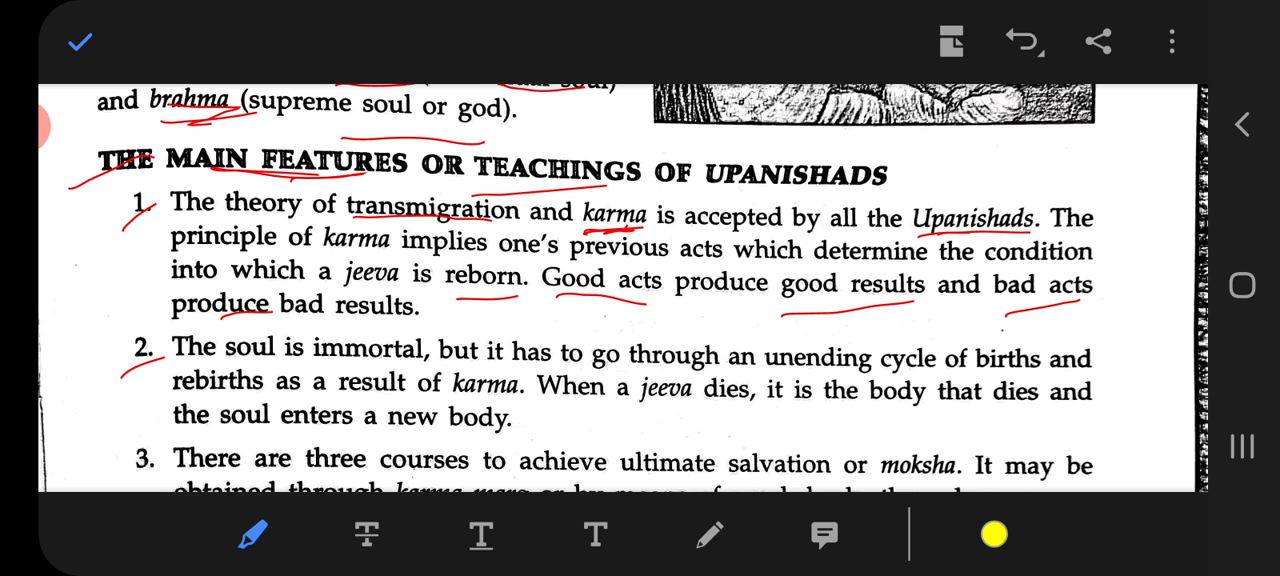 and brahma (supreme soul or god).
THE MAIN FEATURES OR TEACHINGS OF UPANISHADS
1. The theory of transmigration and karma is accepted by all the Upanishads. The
principle of karma implies one's previous acts which determine the condition
into which a jeeva is reborn. Good acts produce good results and bad acts
produce bad results.
2. The soul is immortal, but it has to go through an unending cycle of births and
rebirths as a result of karma. When a jeeva dies, it is the body that dies and
the soul enters a new body.
3. There are three courses to achieve ultimate salvation or moksha. It may be
obtained through karma